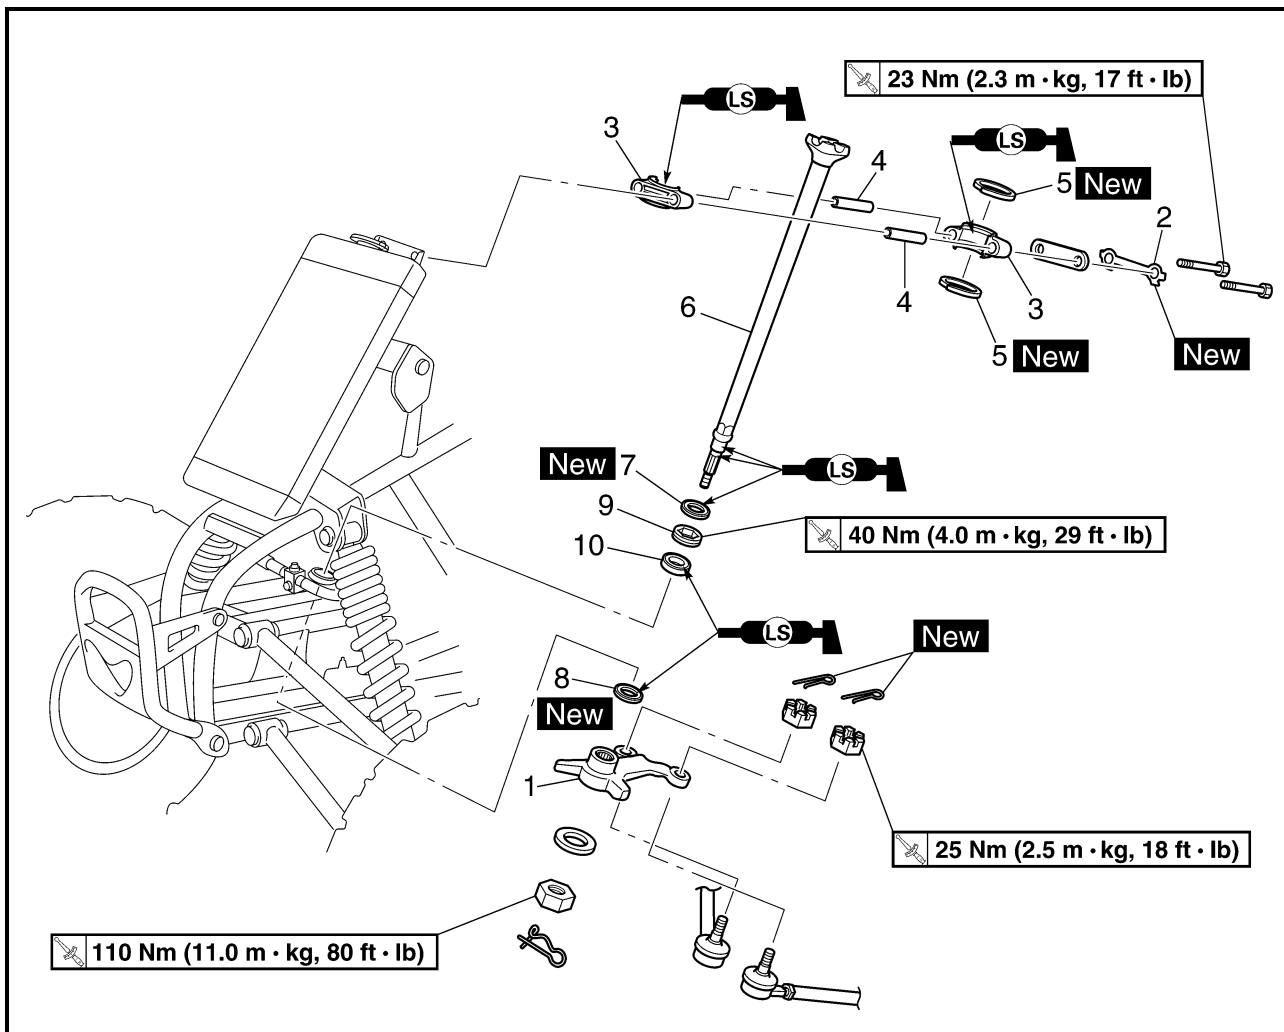 23 Nm (2.3 m · kg, 17 ft · lb)
LS
3
4
LS
5 New
2
6
4
3
5 New
New
New 7
LS
9
40 Nm (4.0 m · kg, 29 ft · lb)
10
LS
New
8
New
1
25 Nm (2.5 m · kg, 18 ft · lb)
110 Nm (11.0 m · kg, 80 ft · lb)